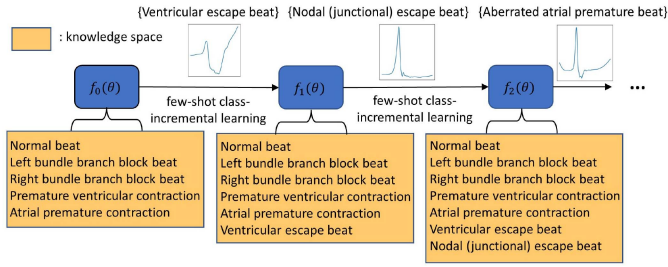 {Ventricular escape beat}
{Nodal (junctional) escape beat}
{Aberrated atrial premature beat}
: knowledge space
f₀(θ)
few-shot class-
incremental learning
f₁(θ)
few-shot class-
incremental learning
f₂(θ)
...
Normal beat
Left bundle branch block beat
Right bundle branch block beat
Premature ventricular contraction
Atrial premature contraction
Normal beat
Left bundle branch block beat
Right bundle branch block beat
Premature ventricular contraction
Atrial premature contraction
Ventricular escape beat
Normal beat
Left bundle branch block beat
Right bundle branch block beat
Premature ventricular contraction
Atrial premature contraction
Ventricular escape beat
Nodal (junctional) escape beat